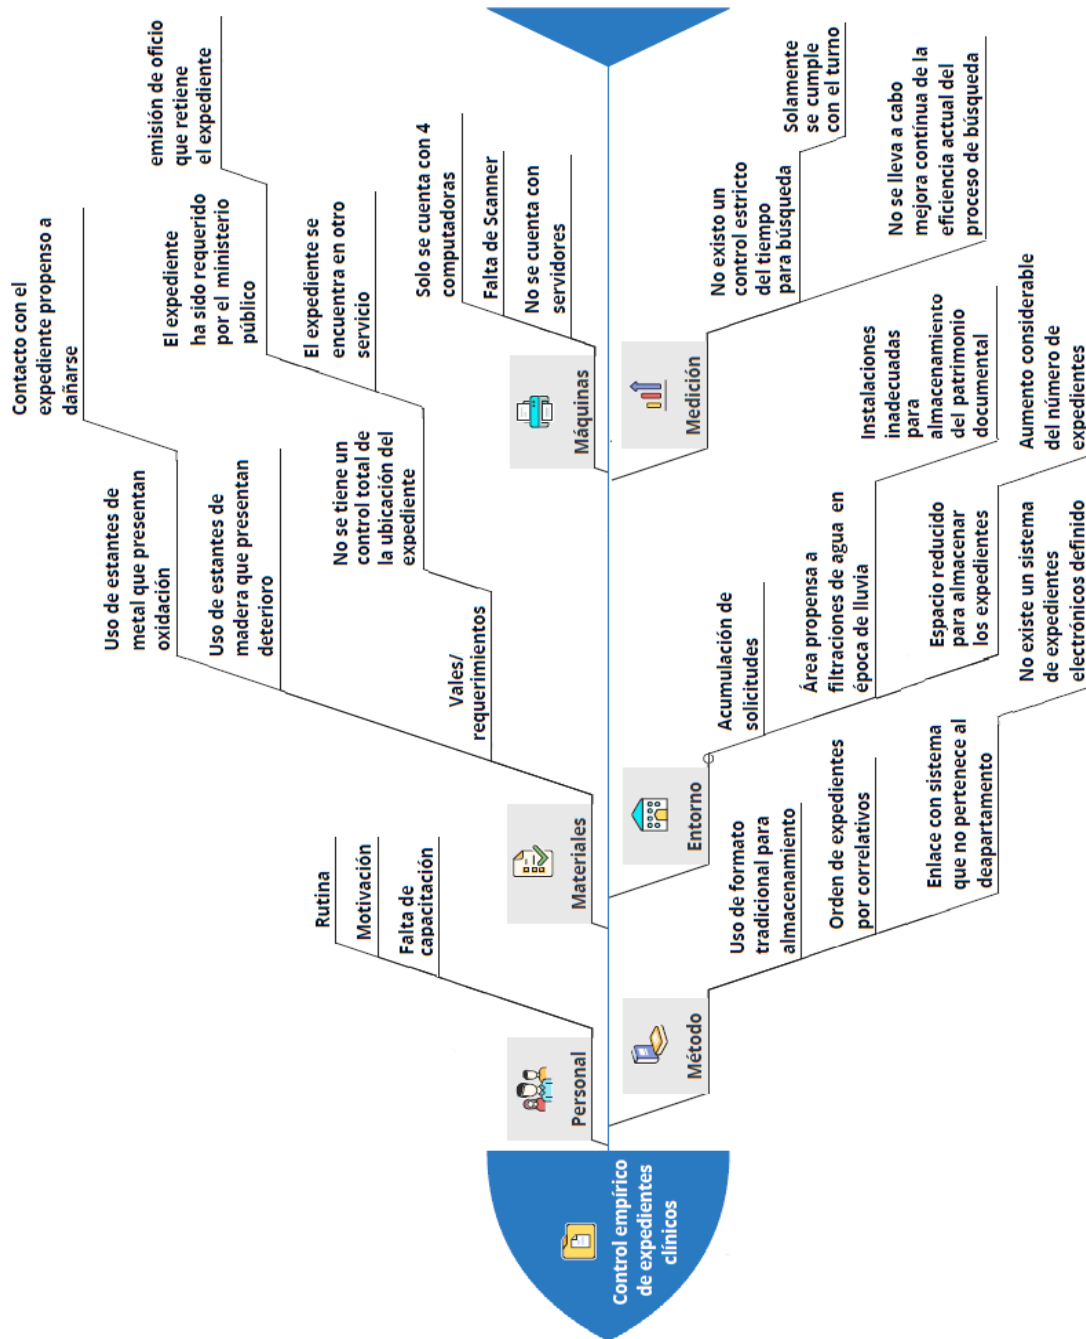 Control empírico
de expedientes
clínicos
Personal
Rutina
Motivación
Falta de
capacitación
Materiales
Contacto con el
expediente propenso a
dañarse
Uso de estantes de
metal que presentan
oxidación
Uso de estantes de
madera que presentan
deterioro
emisión de oficio
que retiene
el expediente
El expediente
ha sido requerido
por el ministerio
público
El expediente se
encuentra en otro
servicio
No se tiene un
control total de
la ubicación del
expediente
Vales/
requerimientos
Máquinas
Solo se cuenta con 4
computadoras
Falta de Scanner
No se cuenta con
servidores
Método
Uso de formato
tradicional para
almacenamiento
Orden de expedientes
por correlativos
Enlace con sistema
que no pertenece al
deapartamento
No existe un sistema
de expedientes
electrónicos definido
Entorno
Acumulación de
solicitudes
Área propensa a
filtraciones de agua en
época de lluvia
Instalaciones
inadecuadas
para
almacenamiento
del patrimonio
documental
Espacio reducido
para almacenar
los expedientes
Aumento considerable
del número de
expedientes
Medición
No existo un
control estricto
del tiempo
para búsqueda
Solamente
se cumple
con el turno
No se lleva a cabo
mejora contínua de la
eficiencia actual del
proceso de búsqueda